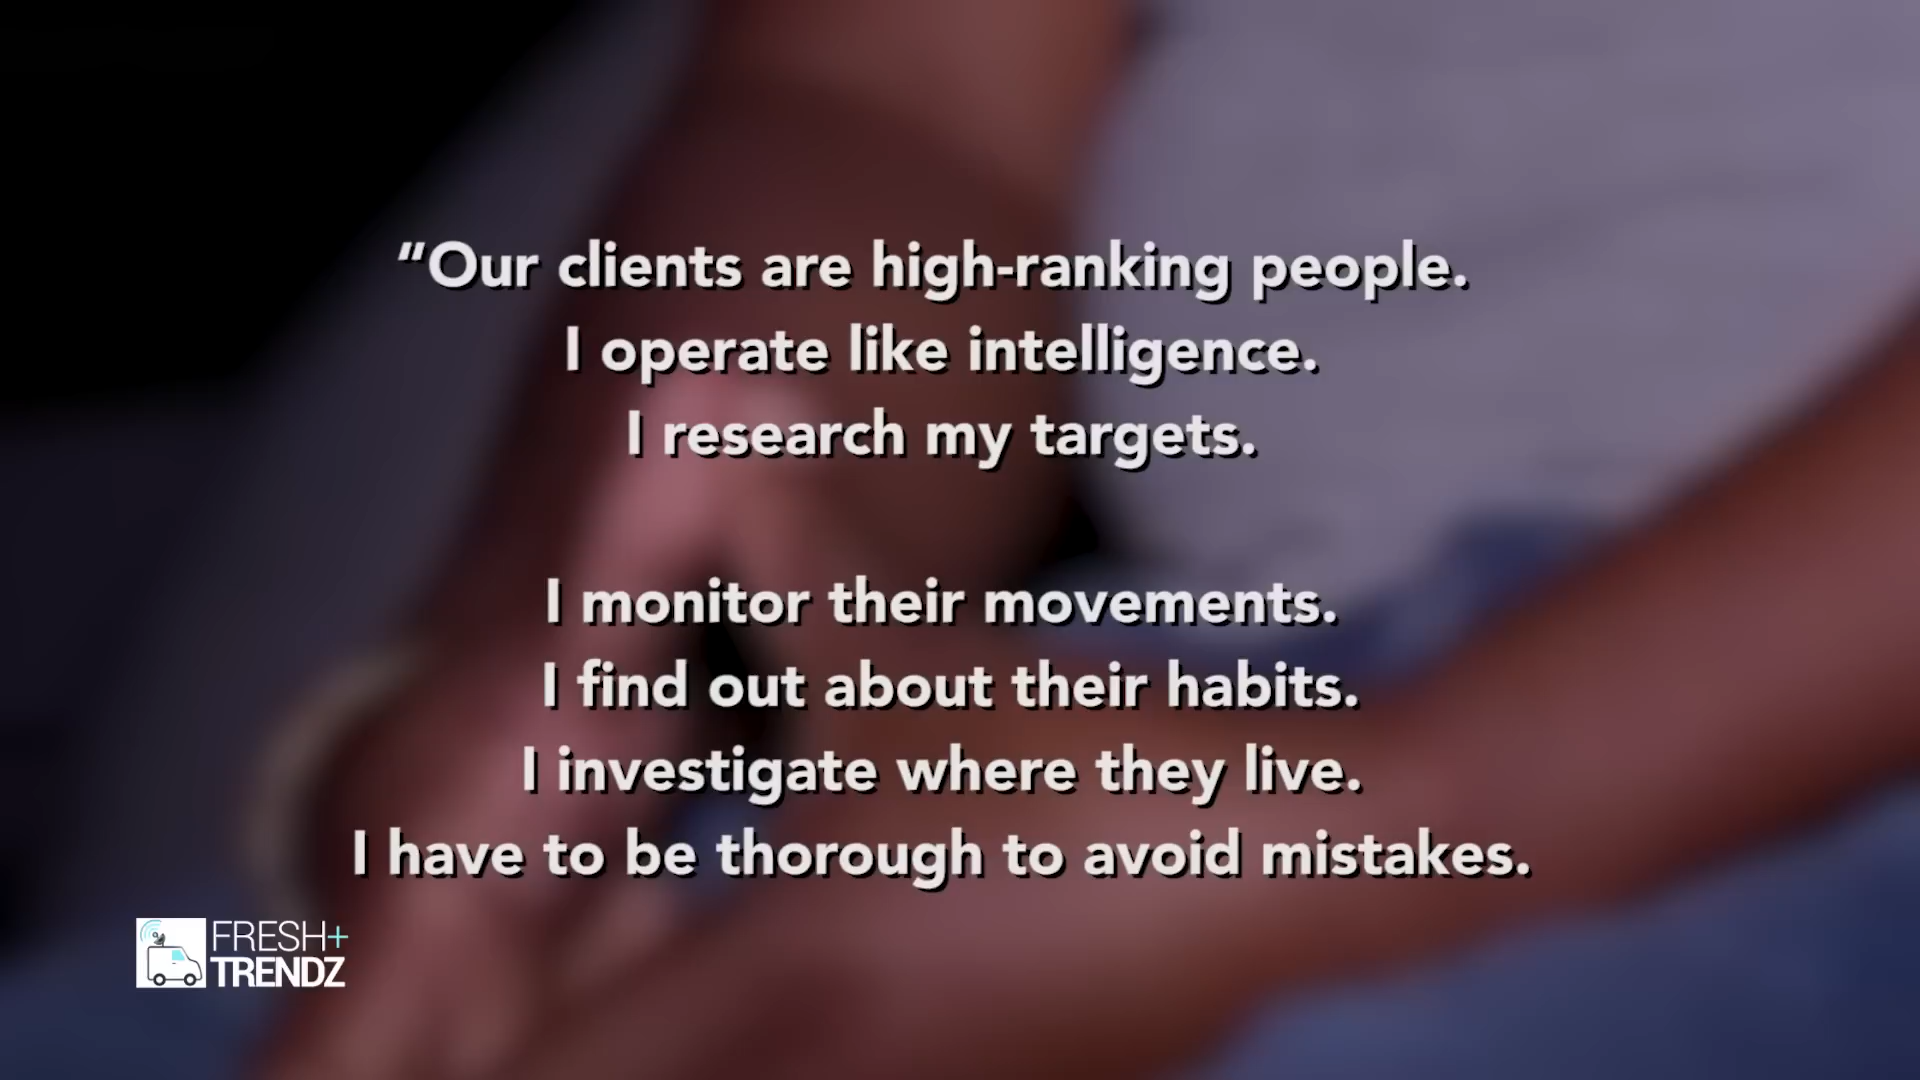 “Our clients are high-ranking people.
I operate like intelligence.
I research my targets.
I monitor their movements.
I find out about their habits.
I investigate where they live.
I have to be thorough to avoid mistakes.
FRESH+
TRENDZ